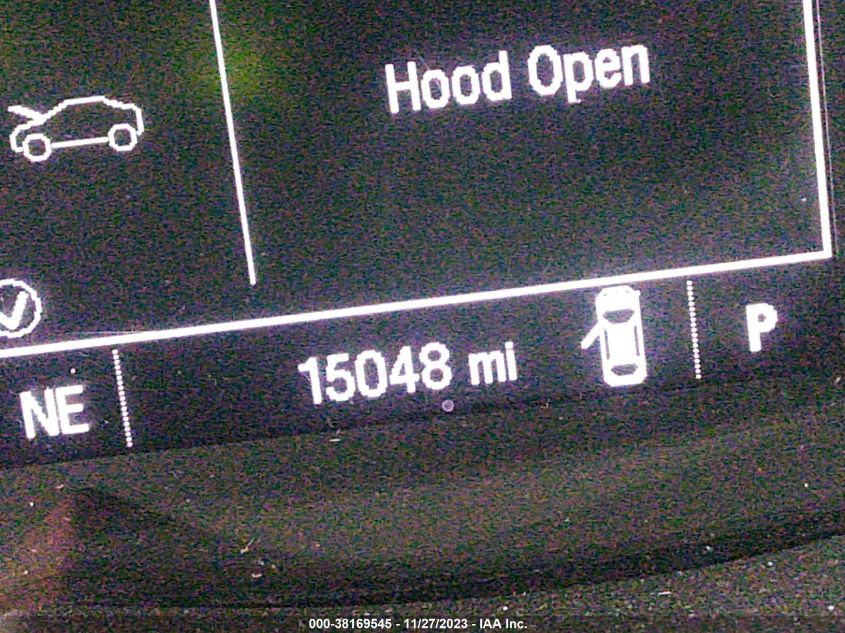 Hood Open
NE
15048 mi
P
000-38169545 - 11/27/2023 - IAA Inc.